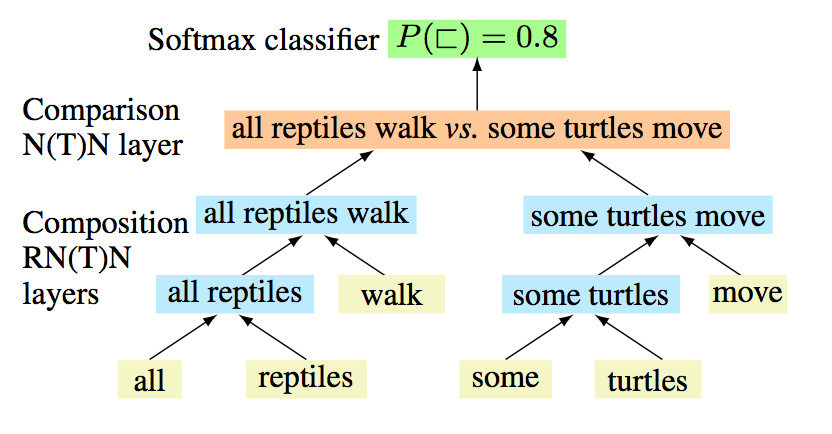 Softmax classifier P(⊏) = 0.8
Comparison
N(T)N layer
all reptiles walk vs. some turtles move
Composition
RN(T)N
layers
all reptiles walk
some turtles move
all reptiles
walk
some turtles
move
all
reptiles
some
turtles